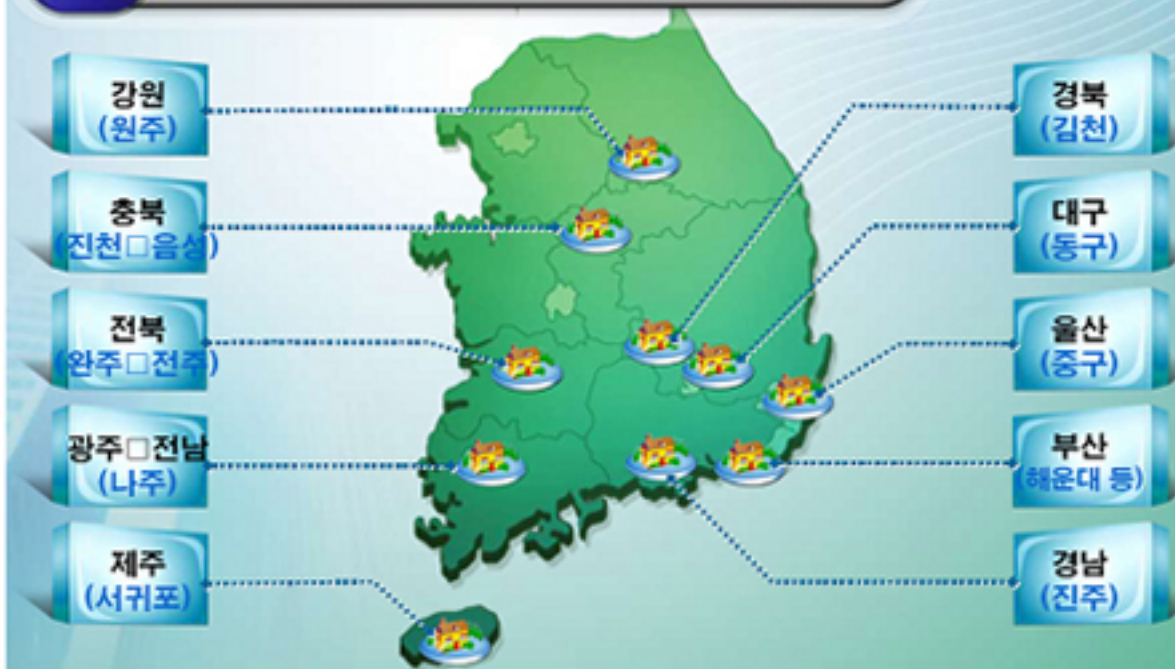 강원
(원주)
충북
(진천□음성)
전북
(완주□전주)
광주□전남
(나주)
제주
(서귀포)
경북
(김천)
대구
(동구)
울산
(중구)
부산
(해운대 등)
경남
(진주)